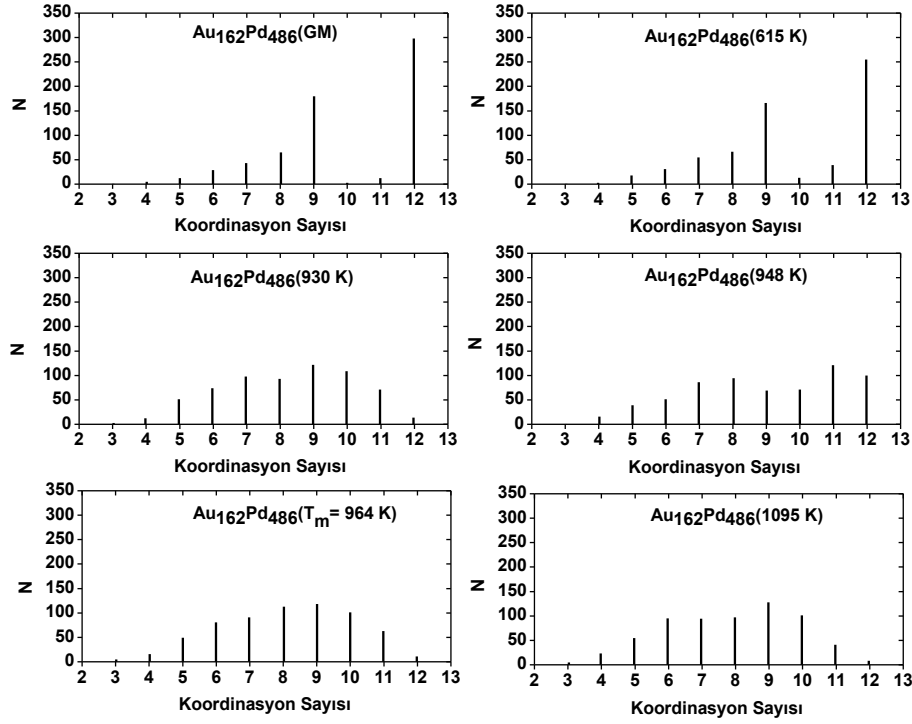 Au162Pd486(GM)
350
300
250
200
150
100
50
0
N
2 3 4 5 6 7 8 9 10 11 12 13
Koordinasyon Sayısı
Au162Pd486(615 K)
350
300
250
200
150
100
50
0
N
2 3 4 5 6 7 8 9 10 11 12 13
Koordinasyon Sayısı
Au162Pd486(930 K)
350
300
250
200
150
100
50
0
N
2 3 4 5 6 7 8 9 10 11 12 13
Koordinasyon Sayısı
Au162Pd486(948 K)
350
300
250
200
150
100
50
0
N
2 3 4 5 6 7 8 9 10 11 12 13
Koordinasyon Sayısı
Au162Pd486(Tm= 964 K)
350
300
250
200
150
100
50
0
N
2 3 4 5 6 7 8 9 10 11 12 13
Koordinasyon Sayısı
Au162Pd486(1095 K)
350
300
250
200
150
100
50
0
N
2 3 4 5 6 7 8 9 10 11 12 13
Koordinasyon Sayısı